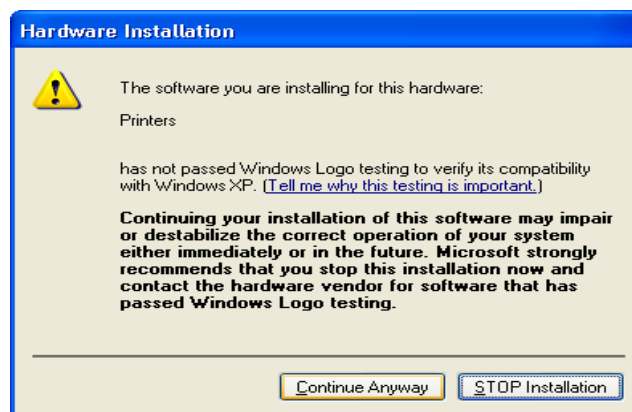 Hardware Installation
The software you are installing for this hardware:
Printers
has not passed Windows Logo testing to verify its compatibility
with Windows XP. (Tell me why this testing is important.)
Continuing your installation of this software may impair
or destabilize the correct operation of your system
either immediately or in the future. Microsoft strongly
recommends that you stop this installation now and
contact the hardware vendor for software that has
passed Windows Logo testing.
Continue Anyway
STOP Installation